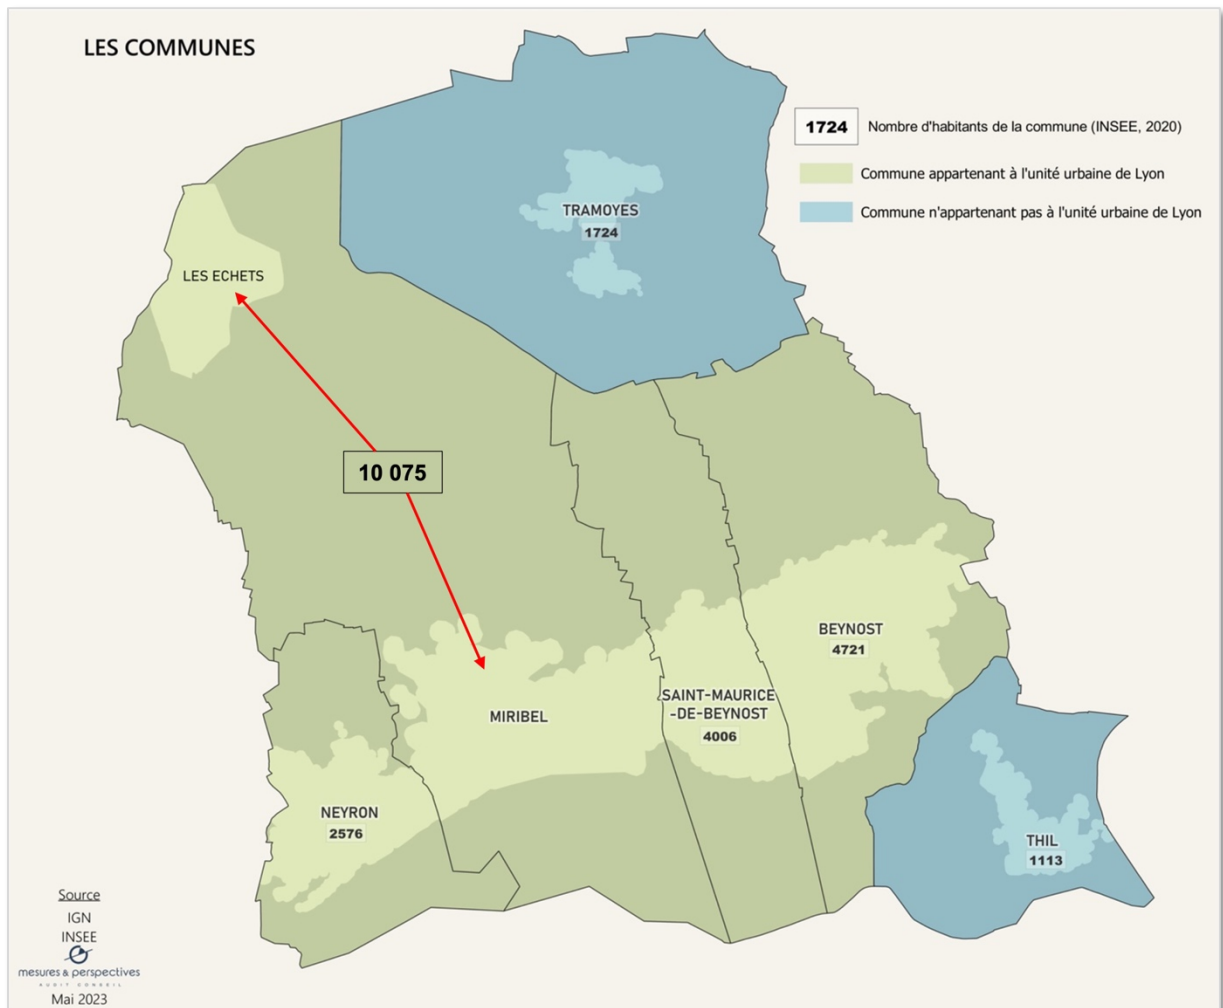 LES COMMUNES
1724 Nombre d'habitants de la commune (INSEE, 2020)
Commune appartenant à l'unité urbaine de Lyon
Commune n'appartenant pas à l'unité urbaine de Lyon
TRAMOYES
1724
LES ECHETS
10 075
BEYNOST
4721
SAINT-MAURICE
-DE-BEYNOST
4006
MIRIBEL
NEYRON
2576
THIL
1113
Source
IGN
INSEE
mesures & perspectives
AUDIT CONSEIL
Mai 2023